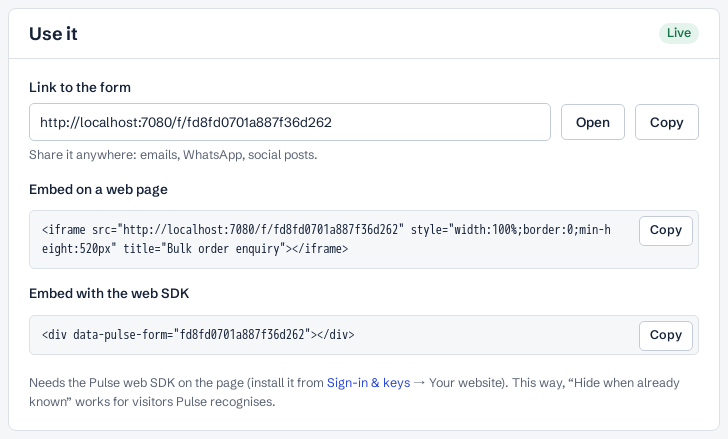 Use it
Live
Link to the form
http://localhost:7080/f/fd8fd0701a887f36d262
Open
Copy
Share it anywhere: emails, WhatsApp, social posts.
Embed on a web page
<iframe src="http://localhost:7080/f/fd8fd0701a887f36d262" style="width:100%;border:0;min-h
eight:520px" title="Bulk order enquiry"></iframe>
Copy
Embed with the web SDK
<div data-pulse-form="fd8fd0701a887f36d262"></div>
Copy
Needs the Pulse web SDK on the page (install it from Sign-in & keys → Your website). This way, “Hide when already
known” works for visitors Pulse recognises.